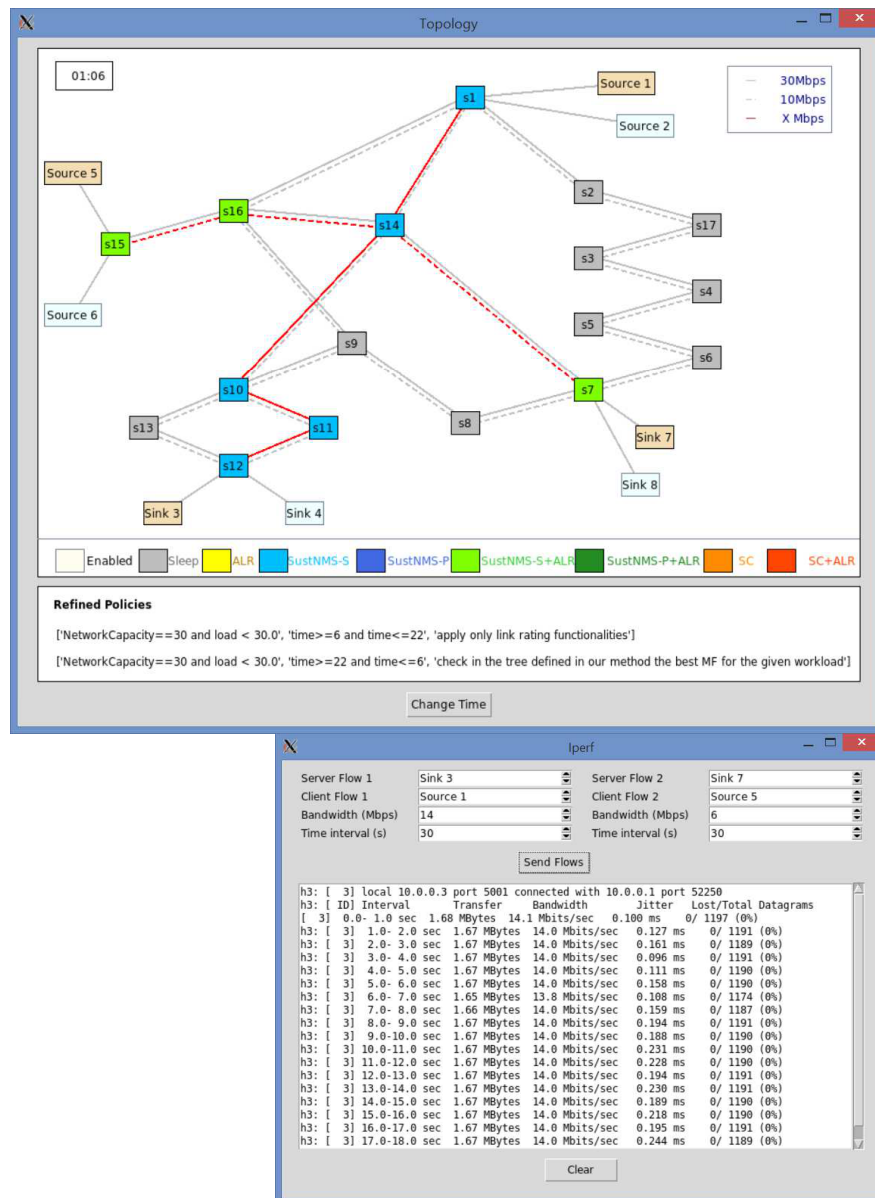 Topology
01:06
Source 1
30Mbps
10Mbps
X Mbps
s1
Source 2
Source 5
s2
s16
s14
s17
s15
s3
s4
Source 6
s5
s9
s6
s10
s7
s13
s11
s8
Sink 7
s12
Sink 8
Sink 3
Sink 4
Enabled Sleep ALR SustNMS-S SustNMS-P SustNMS-S+ALR SustNMS-P+ALR SC SC+ALR
Refined Policies
['NetworkCapacity==30 and load < 30.0', 'time>=6 and time<=22', 'apply only link rating functionalities']
['NetworkCapacity==30 and load < 30.0', 'time>=22 and time<=6', 'check in the tree defined in our method the best MF for the given workload']
Change Time
Iperf
Server Flow 1 Sink 3 Server Flow 2 Sink 7
Client Flow 1 Source 1 Client Flow 2 Source 5
Bandwidth (Mbps) 14 Bandwidth (Mbps) 6
Time interval (s) 30 Time interval (s) 30
Send Flows
h3: [ 3] local 10.0.0.3 port 5001 connected with 10.0.0.1 port 52250
h3: [ ID] Interval Transfer Bandwidth Jitter Lost/Total Datagrams
[ 3] 0.0- 1.0 sec 1.68 MBytes 14.1 Mbits/sec 0.100 ms 0/ 1197 (0%)
h3: [ 3] 1.0- 2.0 sec 1.67 MBytes 14.0 Mbits/sec 0.127 ms 0/ 1191 (0%)
h3: [ 3] 2.0- 3.0 sec 1.67 MBytes 14.0 Mbits/sec 0.161 ms 0/ 1189 (0%)
h3: [ 3] 3.0- 4.0 sec 1.67 MBytes 14.0 Mbits/sec 0.096 ms 0/ 1191 (0%)
h3: [ 3] 4.0- 5.0 sec 1.67 MBytes 14.0 Mbits/sec 0.111 ms 0/ 1190 (0%)
h3: [ 3] 5.0- 6.0 sec 1.67 MBytes 14.0 Mbits/sec 0.158 ms 0/ 1190 (0%)
h3: [ 3] 6.0- 7.0 sec 1.65 MBytes 13.8 Mbits/sec 0.108 ms 0/ 1174 (0%)
h3: [ 3] 7.0- 8.0 sec 1.66 MBytes 14.0 Mbits/sec 0.159 ms 0/ 1187 (0%)
h3: [ 3] 8.0- 9.0 sec 1.67 MBytes 14.0 Mbits/sec 0.194 ms 0/ 1191 (0%)
h3: [ 3] 9.0-10.0 sec 1.67 MBytes 14.0 Mbits/sec 0.188 ms 0/ 1190 (0%)
h3: [ 3] 10.0-11.0 sec 1.67 MBytes 14.0 Mbits/sec 0.231 ms 0/ 1190 (0%)
h3: [ 3] 11.0-12.0 sec 1.67 MBytes 14.0 Mbits/sec 0.228 ms 0/ 1190 (0%)
h3: [ 3] 12.0-13.0 sec 1.67 MBytes 14.0 Mbits/sec 0.194 ms 0/ 1191 (0%)
h3: [ 3] 13.0-14.0 sec 1.67 MBytes 14.0 Mbits/sec 0.230 ms 0/ 1191 (0%)
h3: [ 3] 14.0-15.0 sec 1.67 MBytes 14.0 Mbits/sec 0.189 ms 0/ 1190 (0%)
h3: [ 3] 15.0-16.0 sec 1.67 MBytes 14.0 Mbits/sec 0.218 ms 0/ 1190 (0%)
h3: [ 3] 16.0-17.0 sec 1.67 MBytes 14.0 Mbits/sec 0.195 ms 0/ 1191 (0%)
h3: [ 3] 17.0-18.0 sec 1.67 MBytes 14.0 Mbits/sec 0.244 ms 0/ 1189 (0%)
Clear